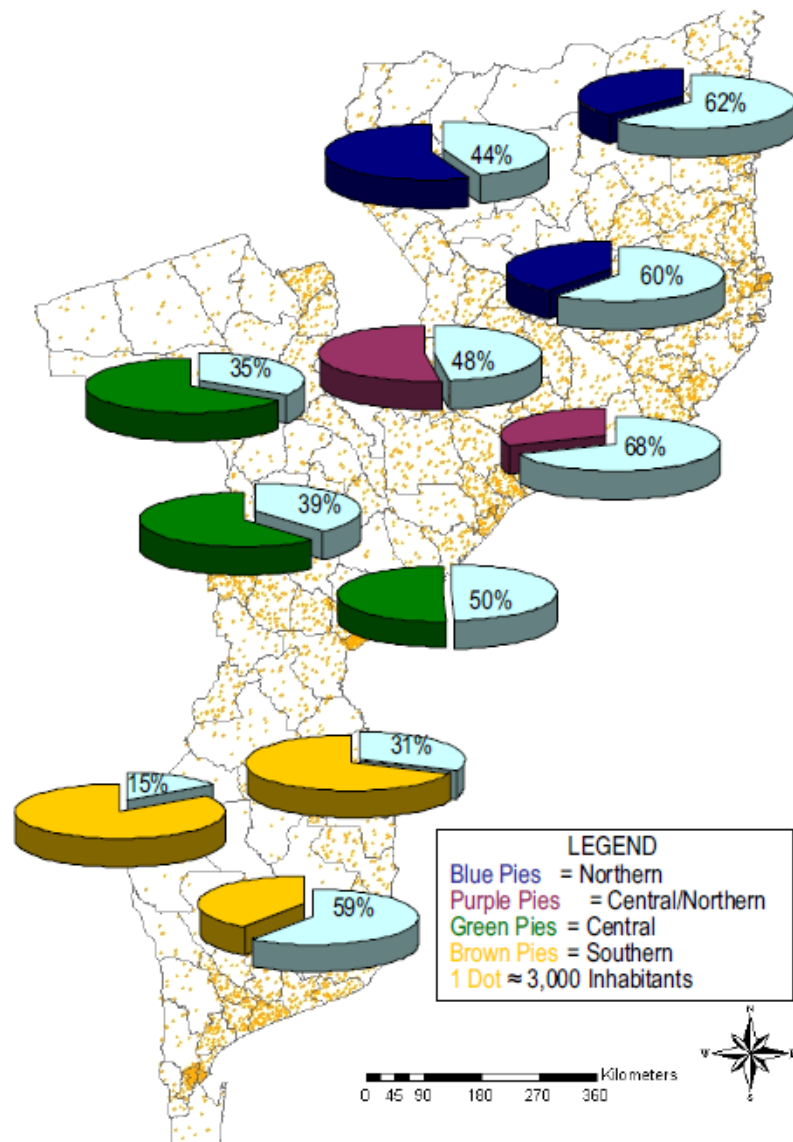 62%
44%
60%
48%
35%
68%
39%
50%
31%
15%
59%
LEGEND
Blue Pies = Northern
Purple Pies = Central/Northern
Green Pies = Central
Brown Pies = Southern
1 Dot ≈ 3,000 Inhabitants
N
W E
S
Kilometers
0 45 90 180 270 360